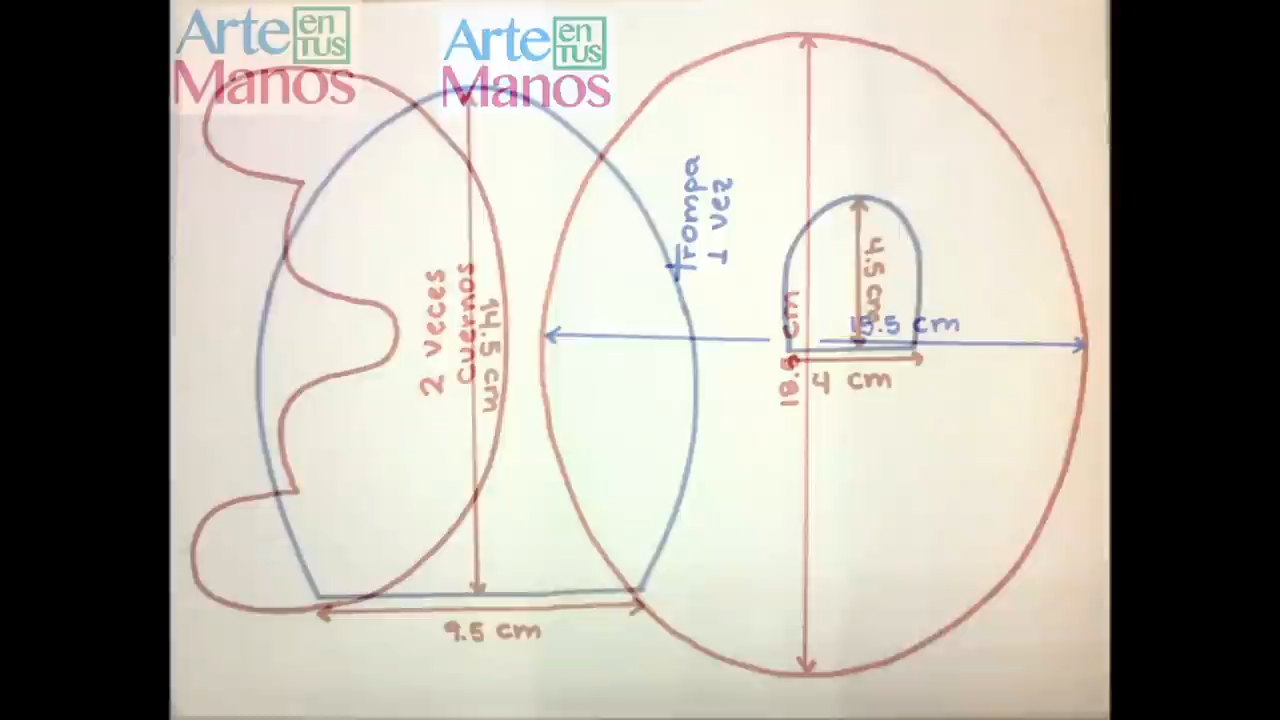 Arte en
TUS
Manos
Arte en
TUS
Manos
Trompa
1 vez
2 veces
cuernos
14.5 cm
4.5 cm
15.5 cm
18.5 cm
4 cm
9.5 cm